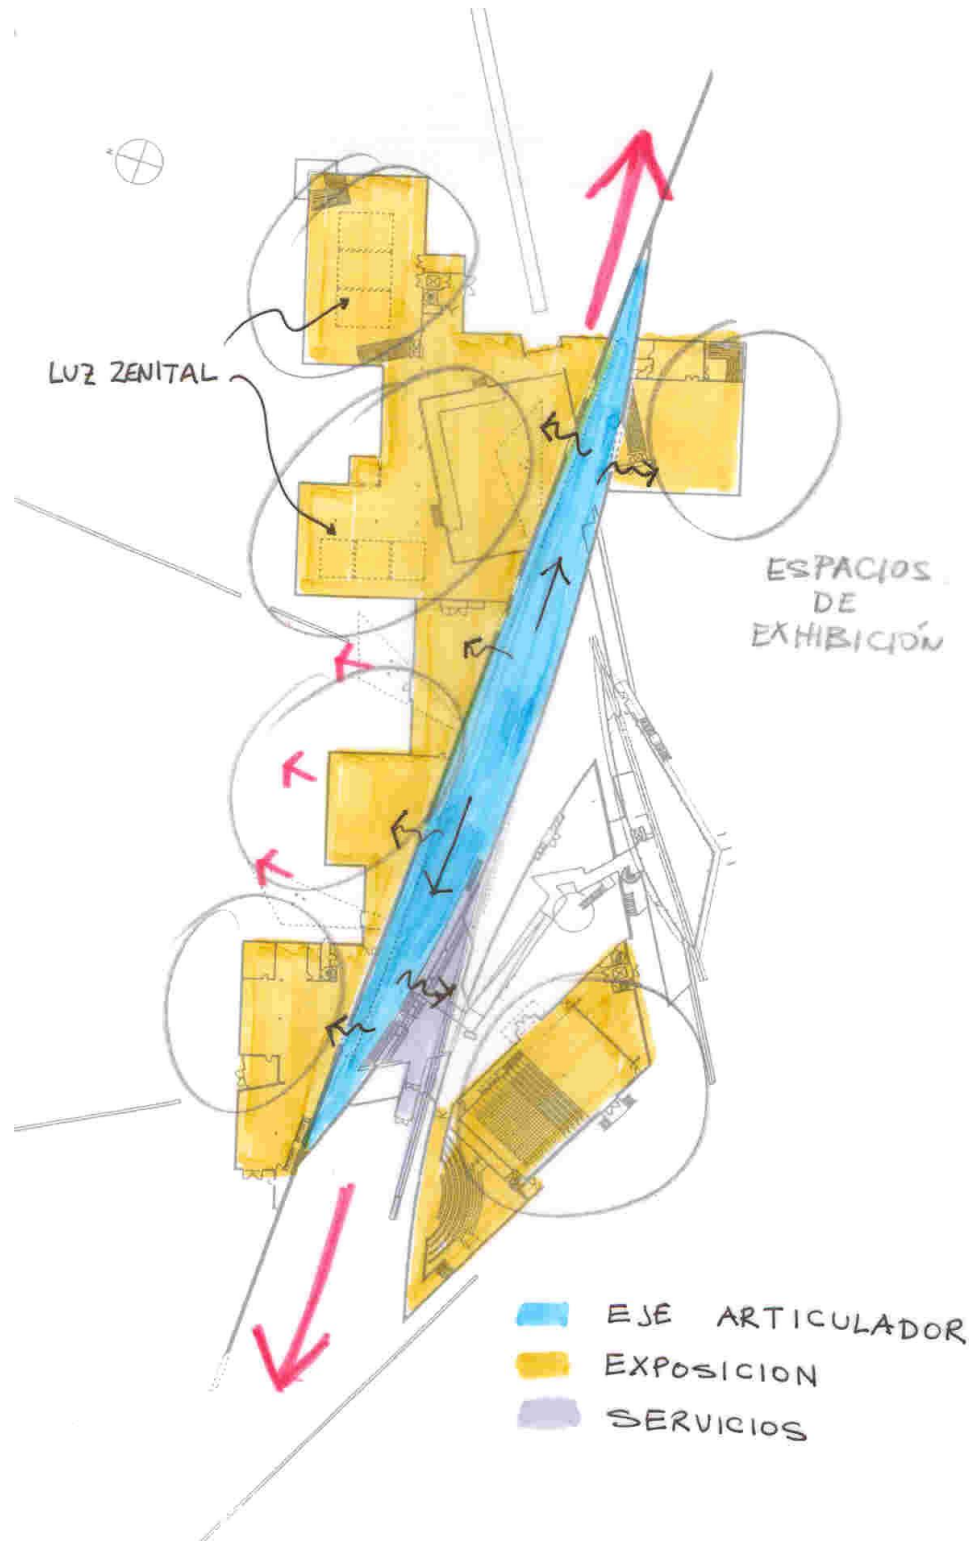 LUZ ZENITAL
ESPACIOS
DE
EXHIBICIÓN
EJE ARTICULADOR
EXPOSICION
SERVICIOS